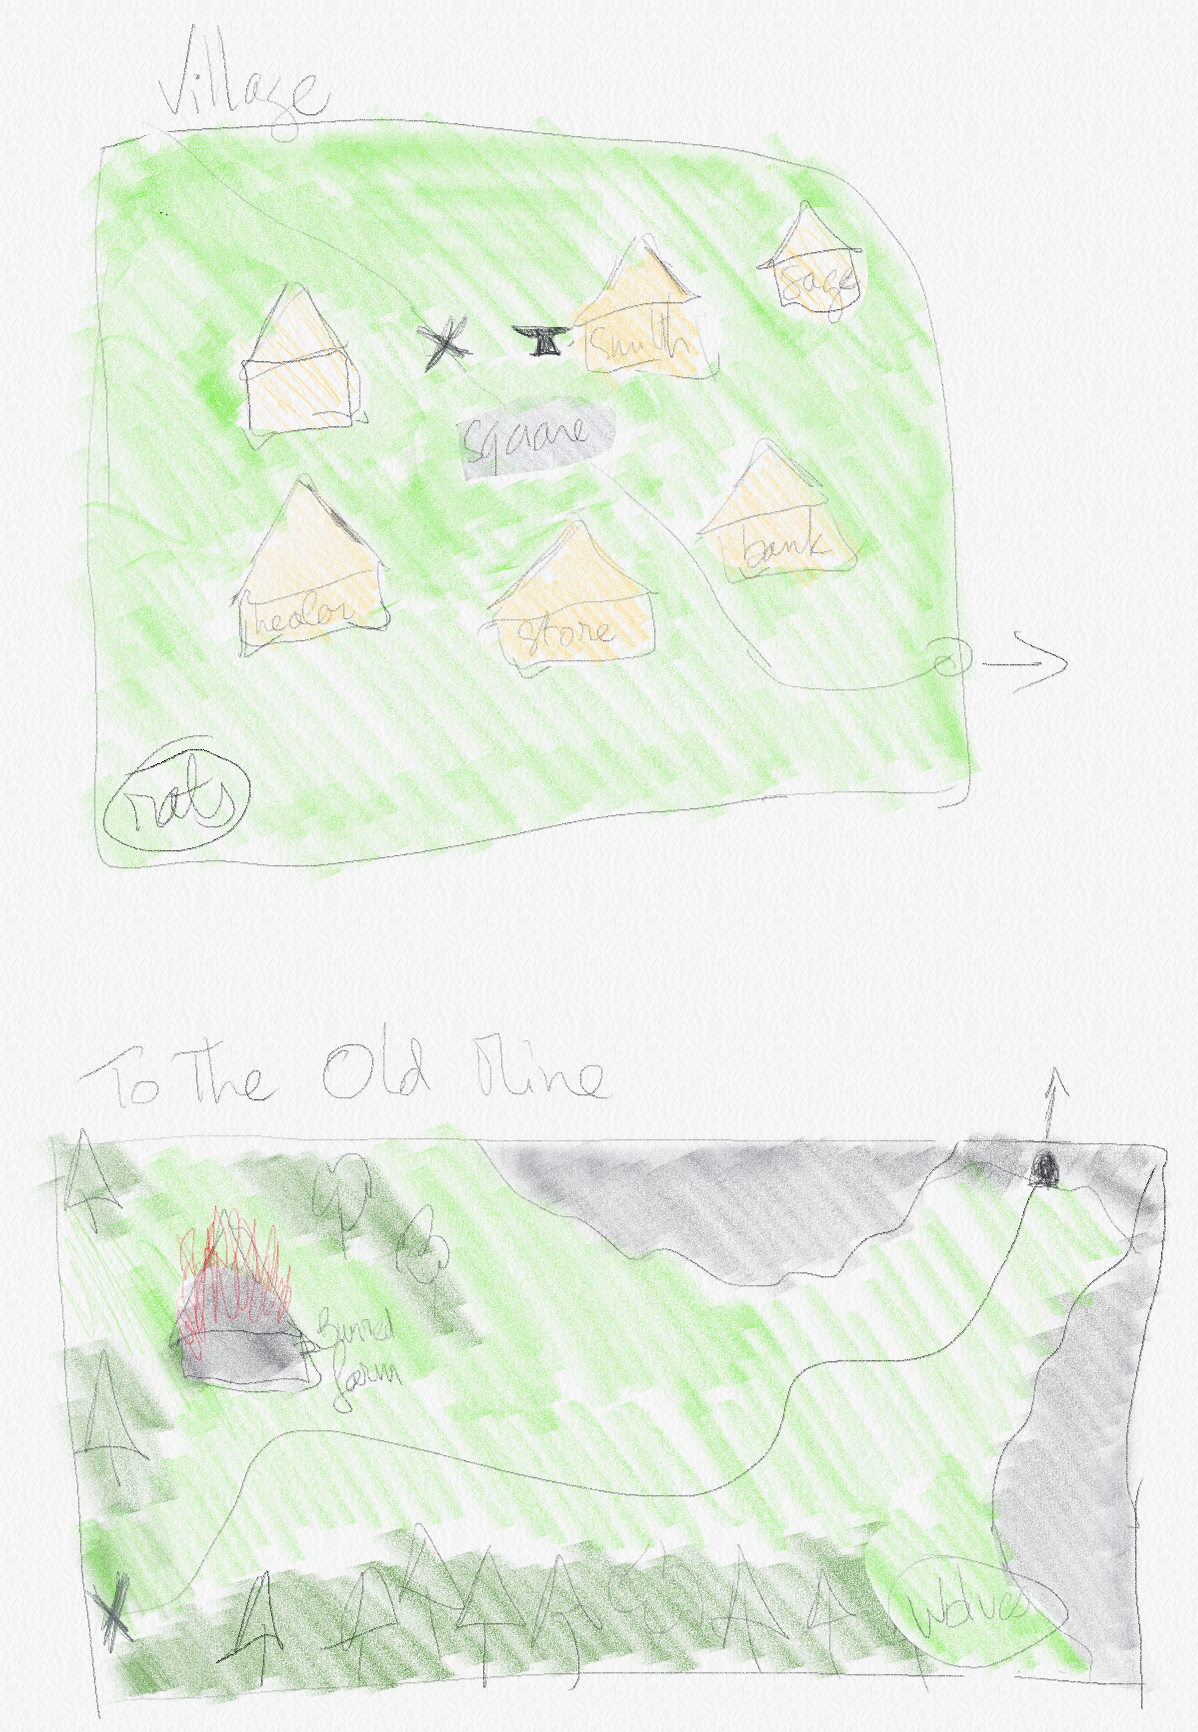 Village
sage
smith
square
bank
healer
store
rats
To The Old Mine
Burned
farm
Wolves